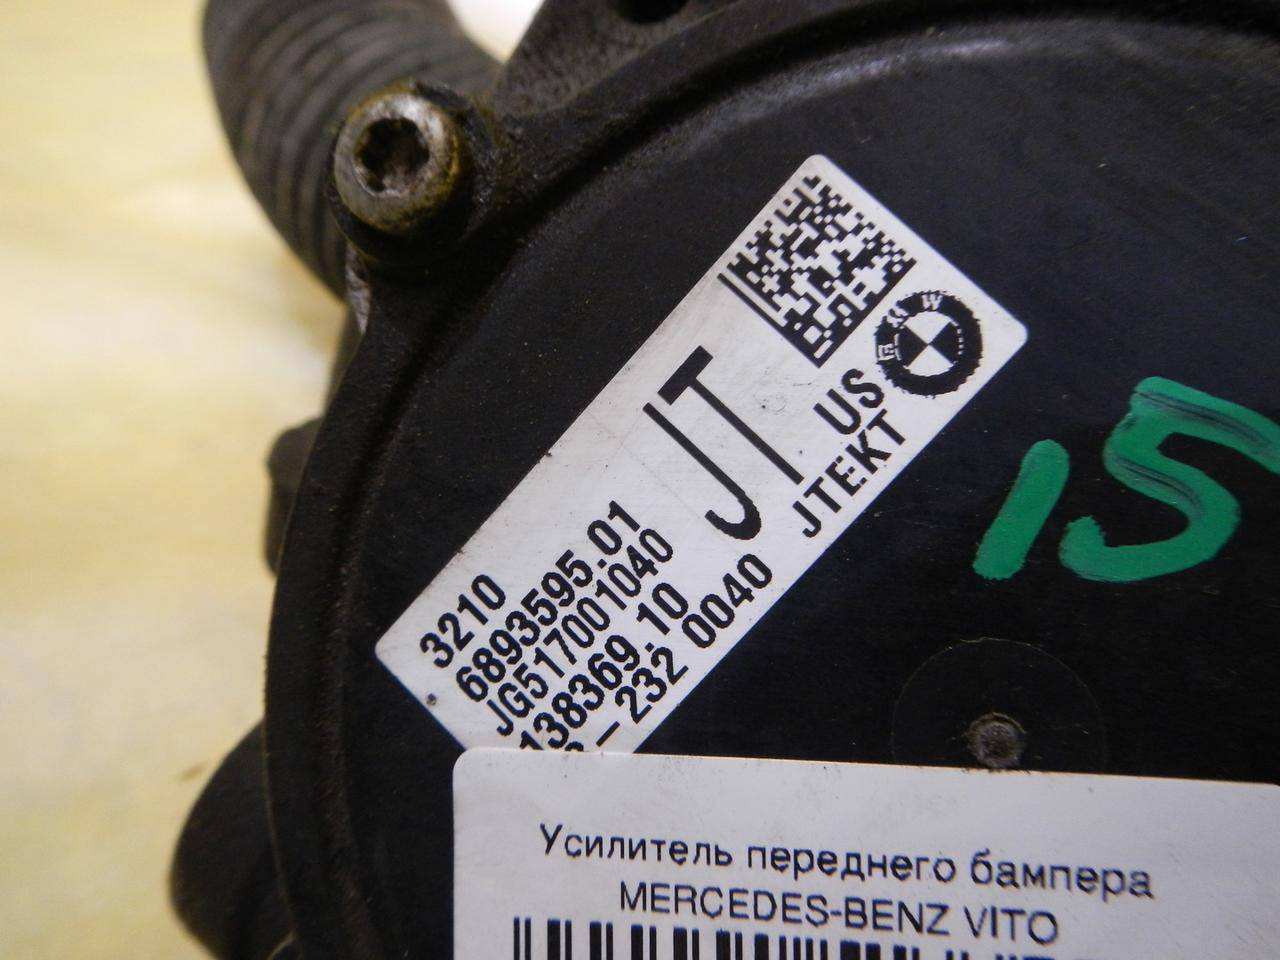 BMW
JT
US
JTEKT
3210
6893595.01
JG517001040
138369.10
-232 0040
15
Усилитель переднего бампера
MERCEDES-BENZ VITO